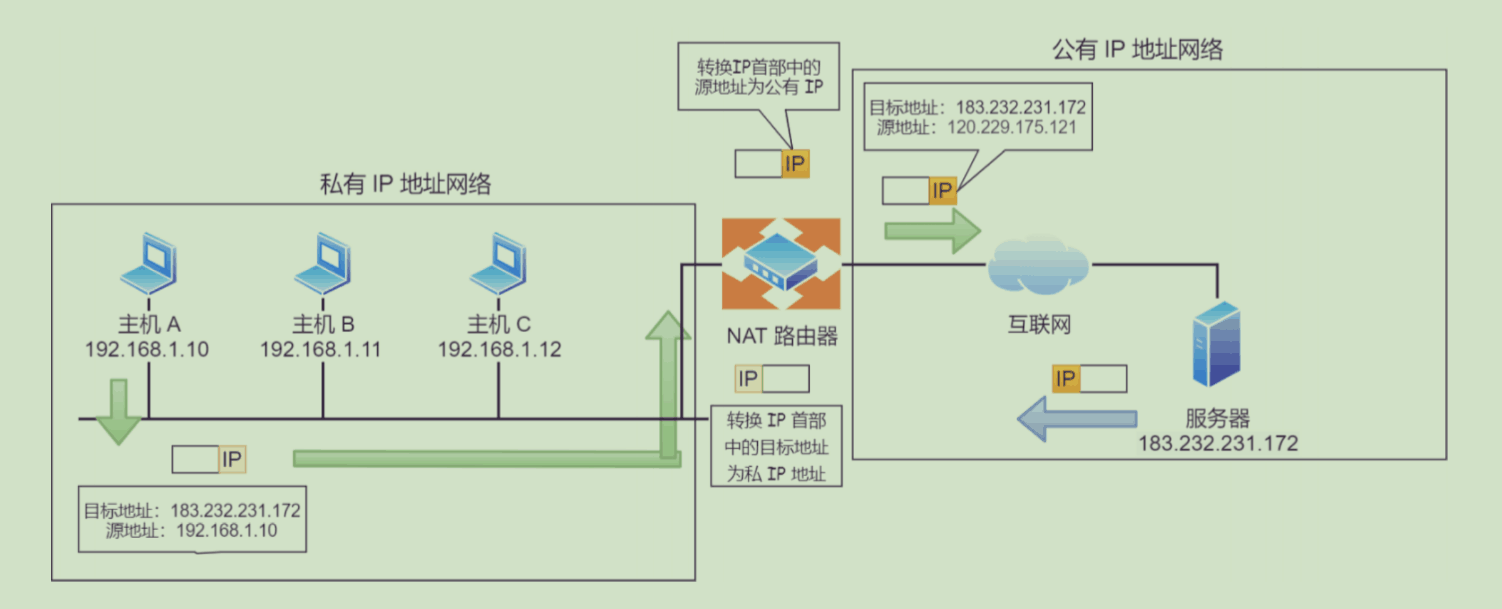 公有 IP 地址网络
转换IP首部中的
源地址为公有 IP
目标地址：183.232.231.172
源地址：120.229.175.121
IP
IP
私有 IP 地址网络
主机 A
192.168.1.10
主机 B
192.168.1.11
主机 C
192.168.1.12
NAT 路由器
互联网
IP
IP
服务器
183.232.231.172
转换 IP 首部
中的目标地址
为私 IP 地址
IP
目标地址：183.232.231.172
源地址：192.168.1.10